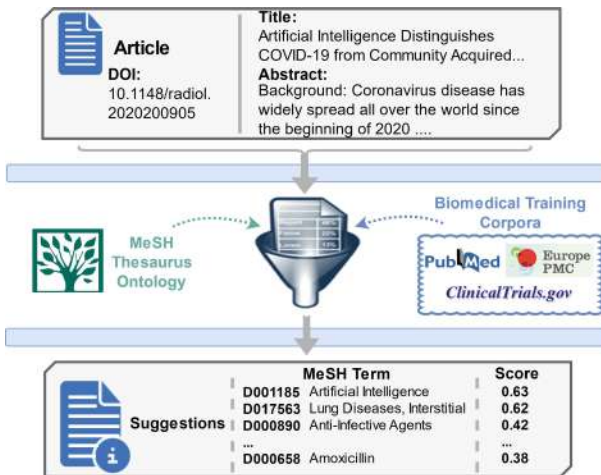 Article
DOI:
10.1148/radiol.
2020200905
Title:
Artificial Intelligence Distinguishes
COVID-19 from Community Acquired...
Abstract:
Background: Coronavirus disease has
widely spread all over the world since
the beginning of 2020 ....
MeSH
Thesaurus
Ontology
Biomedical Training
Corpora
PubMed
Europe
PMC
ClinicalTrials.gov
Suggestions
MeSH Term Score
D001185 Artificial Intelligence 0.63
D017563 Lung Diseases, Interstitial 0.62
D000890 Anti-Infective Agents 0.42
... ...
D000658 Amoxicillin 0.38